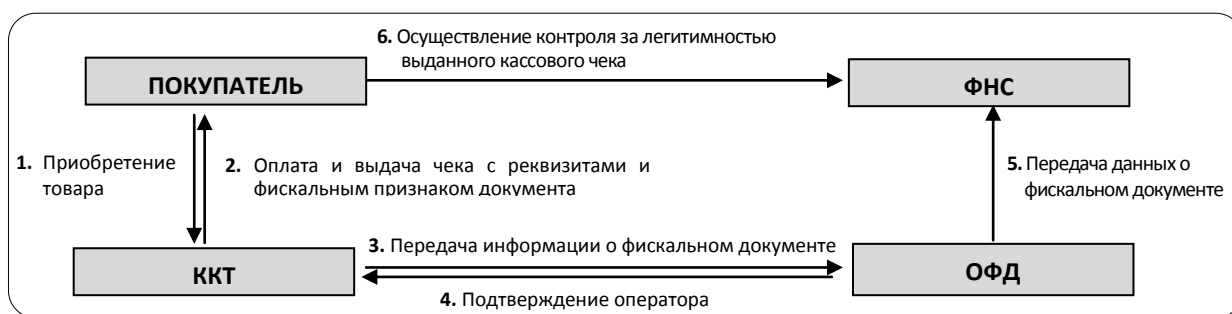 6. Осуществление контроля за легитимностью
выданного кассового чека
ПОКУПАТЕЛЬ
ФНС
1. Приобретение
товара
2. Оплата и выдача чека с реквизитами и
фискальным признаком документа
5. Передача данных о
фискальном документе
3. Передача информации о фискальном документе
ККТ
ОФД
4. Подтверждение оператора